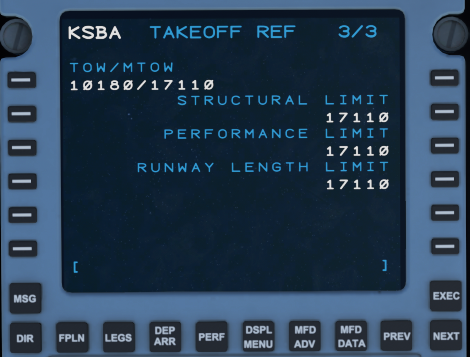 KSBA TAKEOFF REF 3/3
TOW/MTOW
10180/17110
STRUCTURAL LIMIT
17110
PERFORMANCE LIMIT
17110
RUNWAY LENGTH LIMIT
17110
[ ]
MSG EXEC
DIR FPLN LEGS DEP ARR PERF DSPL MENU MFD ADV MFD DATA PREV NEXT